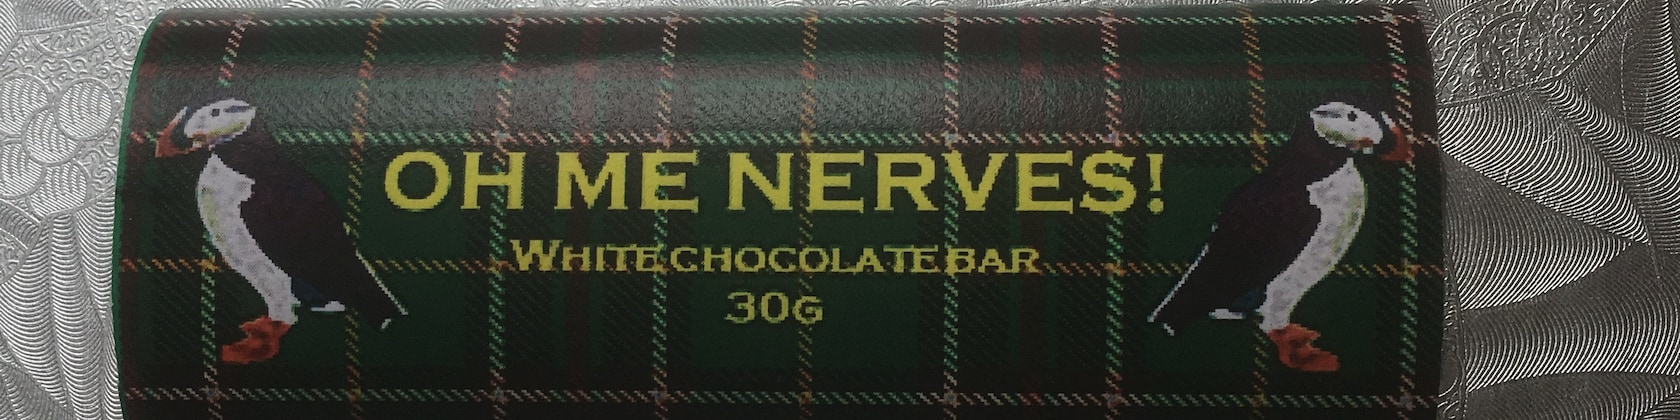 OH ME NERVES!
WHITE CHOCOLATE BAR
30G